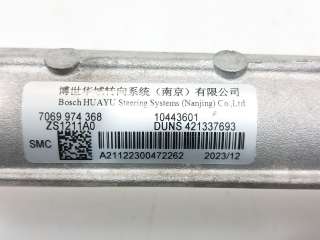 博世华域转向系统（南京）有限公司
Bosch HUAYU Steering Systems (Nanjing) Co.,Ltd
7069 974 368 10443601
ZS1211A0 DUNS 421337693
SMC
A21122300472262 2023/12